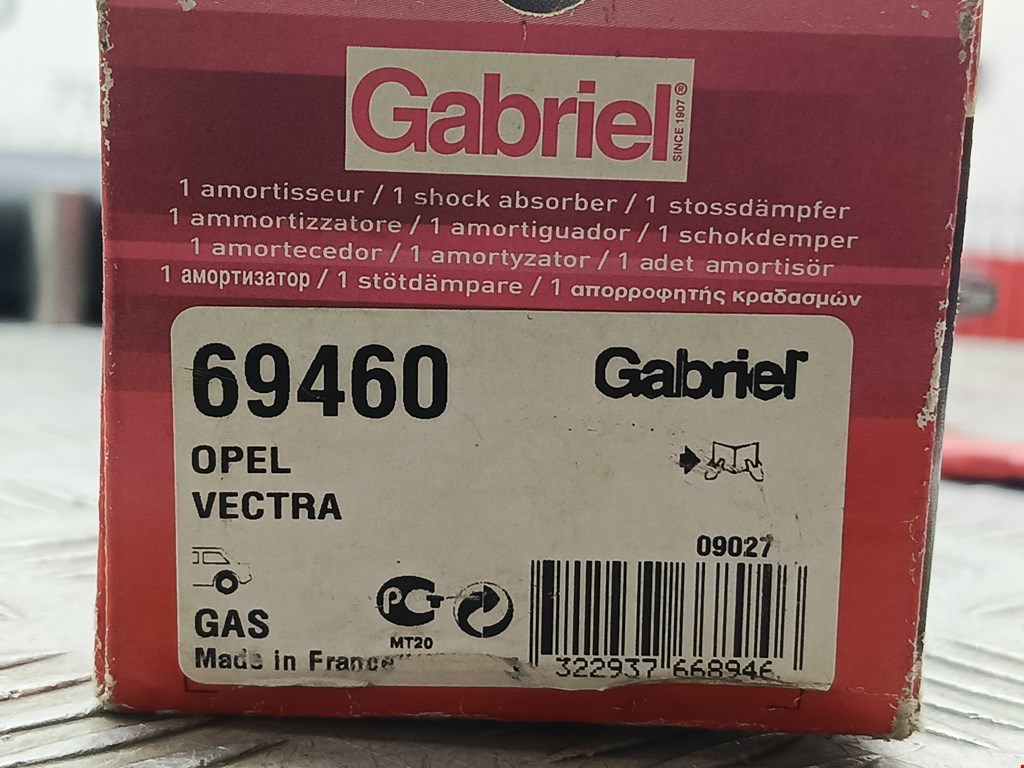 Gabriel®
SINCE 1907
1 amortisseur / 1 shock absorber / 1 stossdämpfer
1 ammortizzatore / 1 amortiguador / 1 schokdemper
1 amortecedor / 1 amortyzator / 1 adet amortisör
1 амортизатор / 1 stötdämpare / 1 απορροφητής κραδασμών
69460 Gabriel
OPEL
VECTRA
09027
GAS
MT20
Made in France
322937 668946